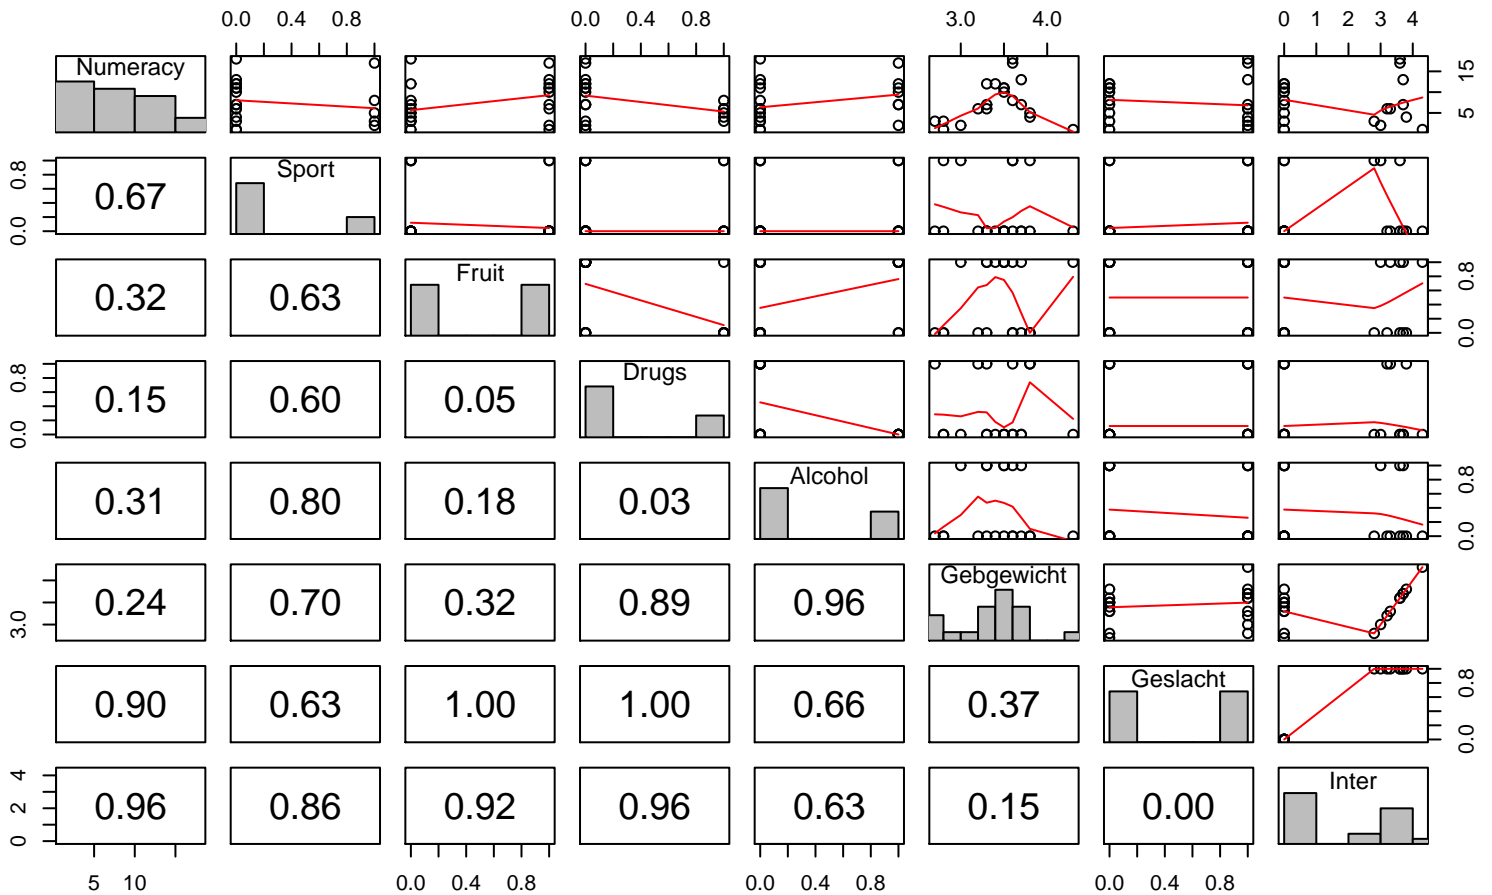 0.0 0.4 0.8 0.0 0.4 0.8 3.0 4.0 0 1 2 3 4
Numeracy 5 15
0.0 0.8 0.67 Sport
0.32 0.63 Fruit 0.0 0.8
0.0 0.8 0.15 0.60 0.05 Drugs
0.31 0.80 0.18 0.03 Alcohol 0.0 0.8
3.0 0.24 0.70 0.32 0.89 0.96 Gebgewicht
0.90 0.63 1.00 1.00 0.66 0.37 Geslacht 0.0 0.8
0 2 4 0.96 0.86 0.92 0.96 0.63 0.15 0.00 Inter
5 10 0.0 0.4 0.8 0.0 0.4 0.8 0.0 0.4 0.8